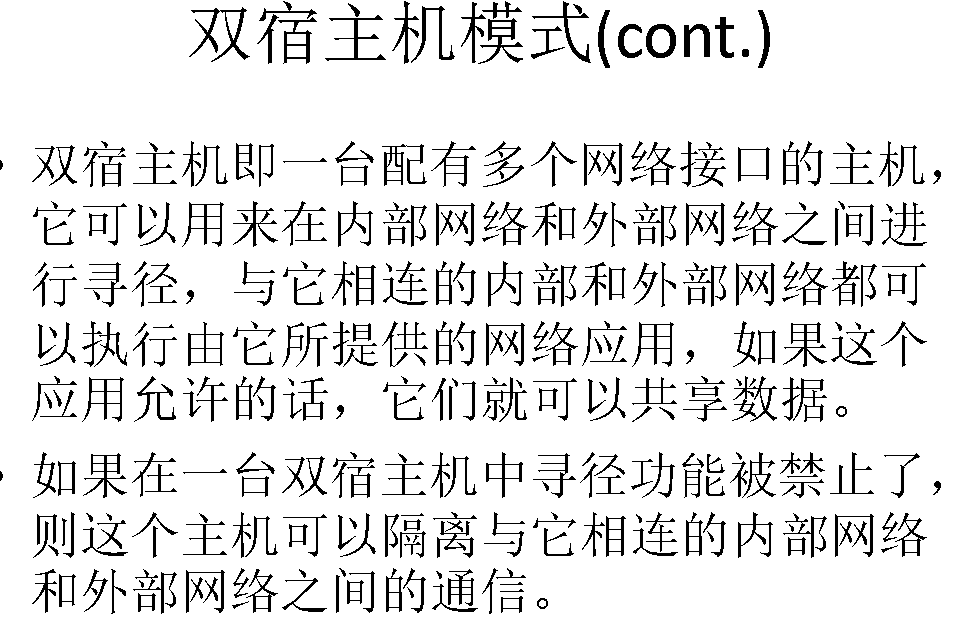 双宿主机模式(cont.)
• 双宿主机即一台配有多个网络接口的主机，
它可以用来在内部网络和外部网络之间进
行寻径，与它相连的内部和外部网络都可
以执行由它所提供的网络应用，如果这个
应用允许的话，它们就可以共享数据。
• 如果在一台双宿主机中寻径功能被禁止了，
则这个主机可以隔离与它相连的内部网络
和外部网络之间的通信。